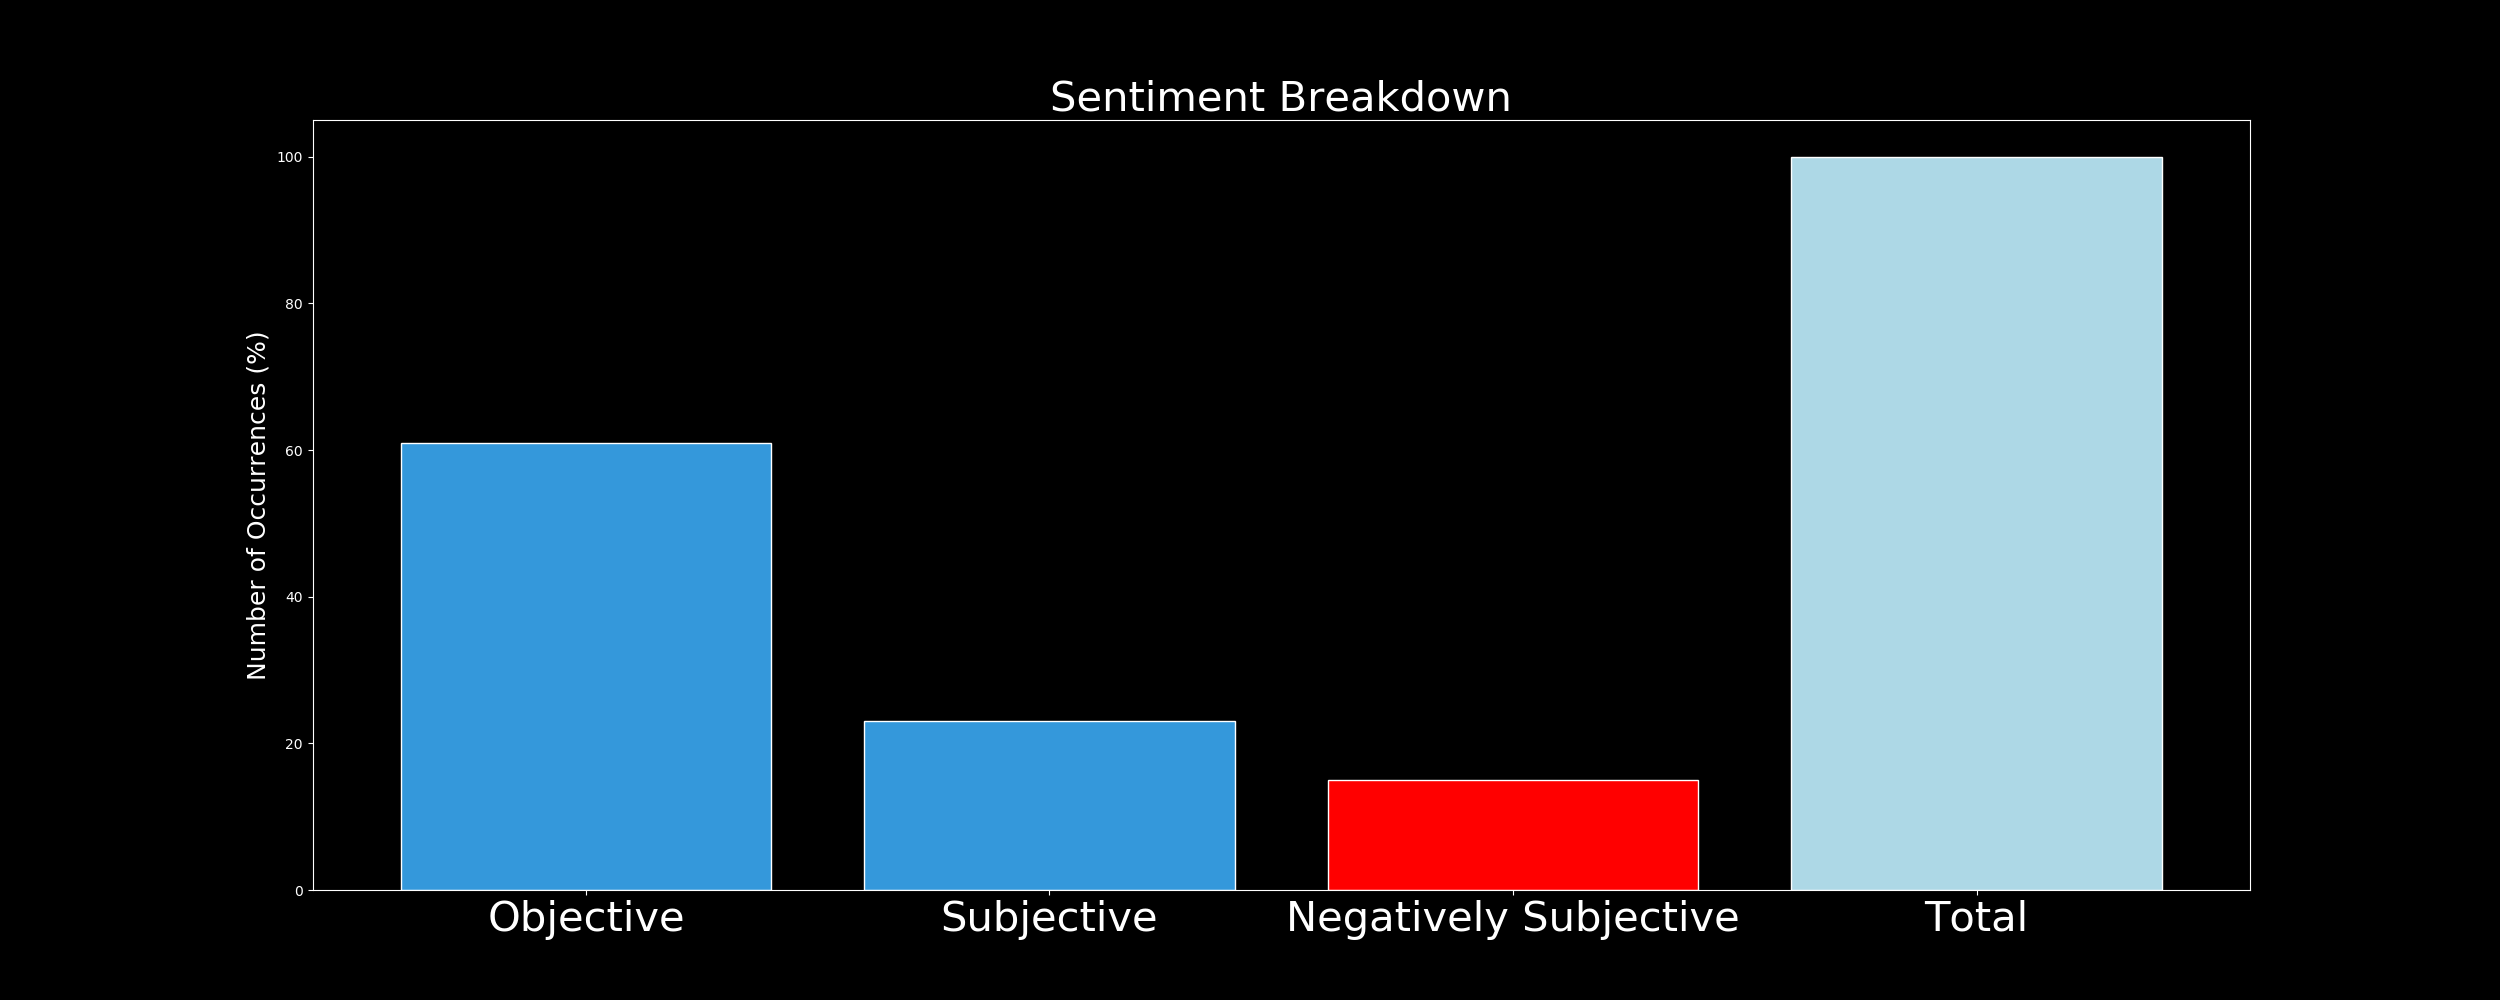 Sentiment Breakdown
Number of Occurrences (%)
100
80
60
40
20
0
Objective
Subjective
Negatively Subjective
Total